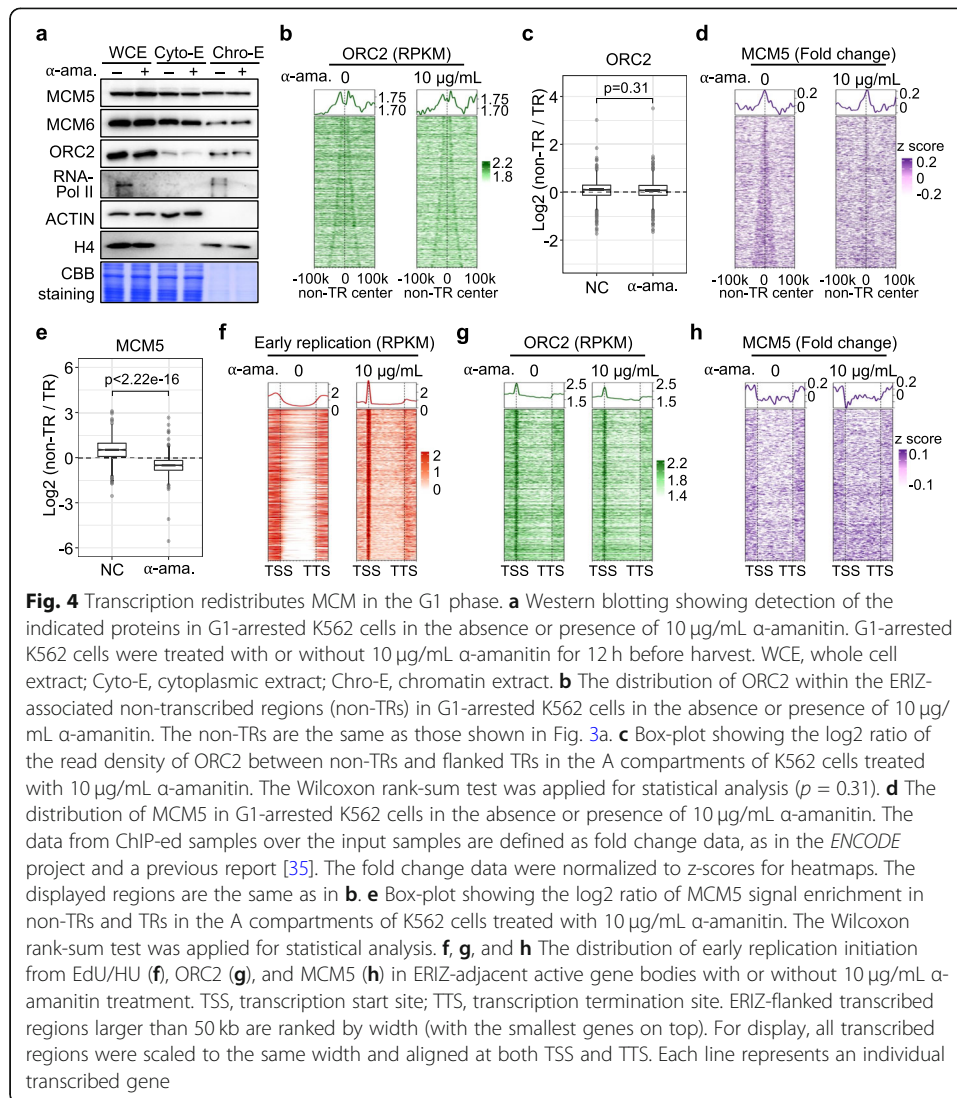 a
WCE Cyto-E Chro-E
α-ama. – + – + – +
MCM5
MCM6
ORC2
RNA-
Pol II
ACTIN
H4
CBB
staining
b
ORC2 (RPKM)
α-ama. 0 10 μg/mL
1.75
1.70
1.75
1.70
2.2
1.8
-100k 0 100k -100k 0 100k
non-TR center non-TR center
c
ORC2
p=0.31
Log2 (non-TR / TR)
2
0
-2
NC α-ama.
d
MCM5 (Fold change)
α-ama. 0 10 μg/mL
0.2
0
0.2
0
z score
0.2
0
-0.2
-100k 0 100k -100k 0 100k
non-TR center non-TR center
e
MCM5
p<2.22e-16
Log2 (non-TR / TR)
6
3
0
-3
-6
NC α-ama.
f
Early replication (RPKM)
α-ama. 0 10 μg/mL
2
0
2
0
2
1
0
TSS TTS TSS TTS
g
ORC2 (RPKM)
α-ama. 0 10 μg/mL
2.5
1.5
2.5
1.5
2.2
1.8
1.4
TSS TTS TSS TTS
h
MCM5 (Fold change)
α-ama. 0 10 μg/mL
0.2
0
0.2
0
z score
0.1
-0.1
TSS TTS TSS TTS
Fig. 4 Transcription redistributes MCM in the G1 phase. a Western blotting showing detection of the
indicated proteins in G1-arrested K562 cells in the absence or presence of 10 μg/mL α-amanitin. G1-arrested
K562 cells were treated with or without 10 μg/mL α-amanitin for 12 h before harvest. WCE, whole cell
extract; Cyto-E, cytoplasmic extract; Chro-E, chromatin extract. b The distribution of ORC2 within the ERIZ-
associated non-transcribed regions (non-TRs) in G1-arrested K562 cells in the absence or presence of 10 μg/
mL α-amanitin. The non-TRs are the same as those shown in Fig. 3a. c Box-plot showing the log2 ratio of
the read density of ORC2 between non-TRs and flanked TRs in the A compartments of K562 cells treated
with 10 μg/mL α-amanitin. The Wilcoxon rank-sum test was applied for statistical analysis (p = 0.31). d The
distribution of MCM5 in G1-arrested K562 cells in the absence or presence of 10 μg/mL α-amanitin. The
data from ChIP-ed samples over the input samples are defined as fold change data, as in the ENCODE
project and a previous report [35]. The fold change data were normalized to z-scores for heatmaps. The
displayed regions are the same as in b. e Box-plot showing the log2 ratio of MCM5 signal enrichment in
non-TRs and TRs in the A compartments of K562 cells treated with 10 μg/mL α-amanitin. The Wilcoxon
rank-sum test was applied for statistical analysis. f, g, and h The distribution of early replication initiation
from EdU/HU (f), ORC2 (g), and MCM5 (h) in ERIZ-adjacent active gene bodies with or without 10 μg/mL α-
amanitin treatment. TSS, transcription start site; TTS, transcription termination site. ERIZ-flanked transcribed
regions larger than 50 kb are ranked by width (with the smallest genes on top). For display, all transcribed
regions were scaled to the same width and aligned at both TSS and TTS. Each line represents an individual
transcribed gene